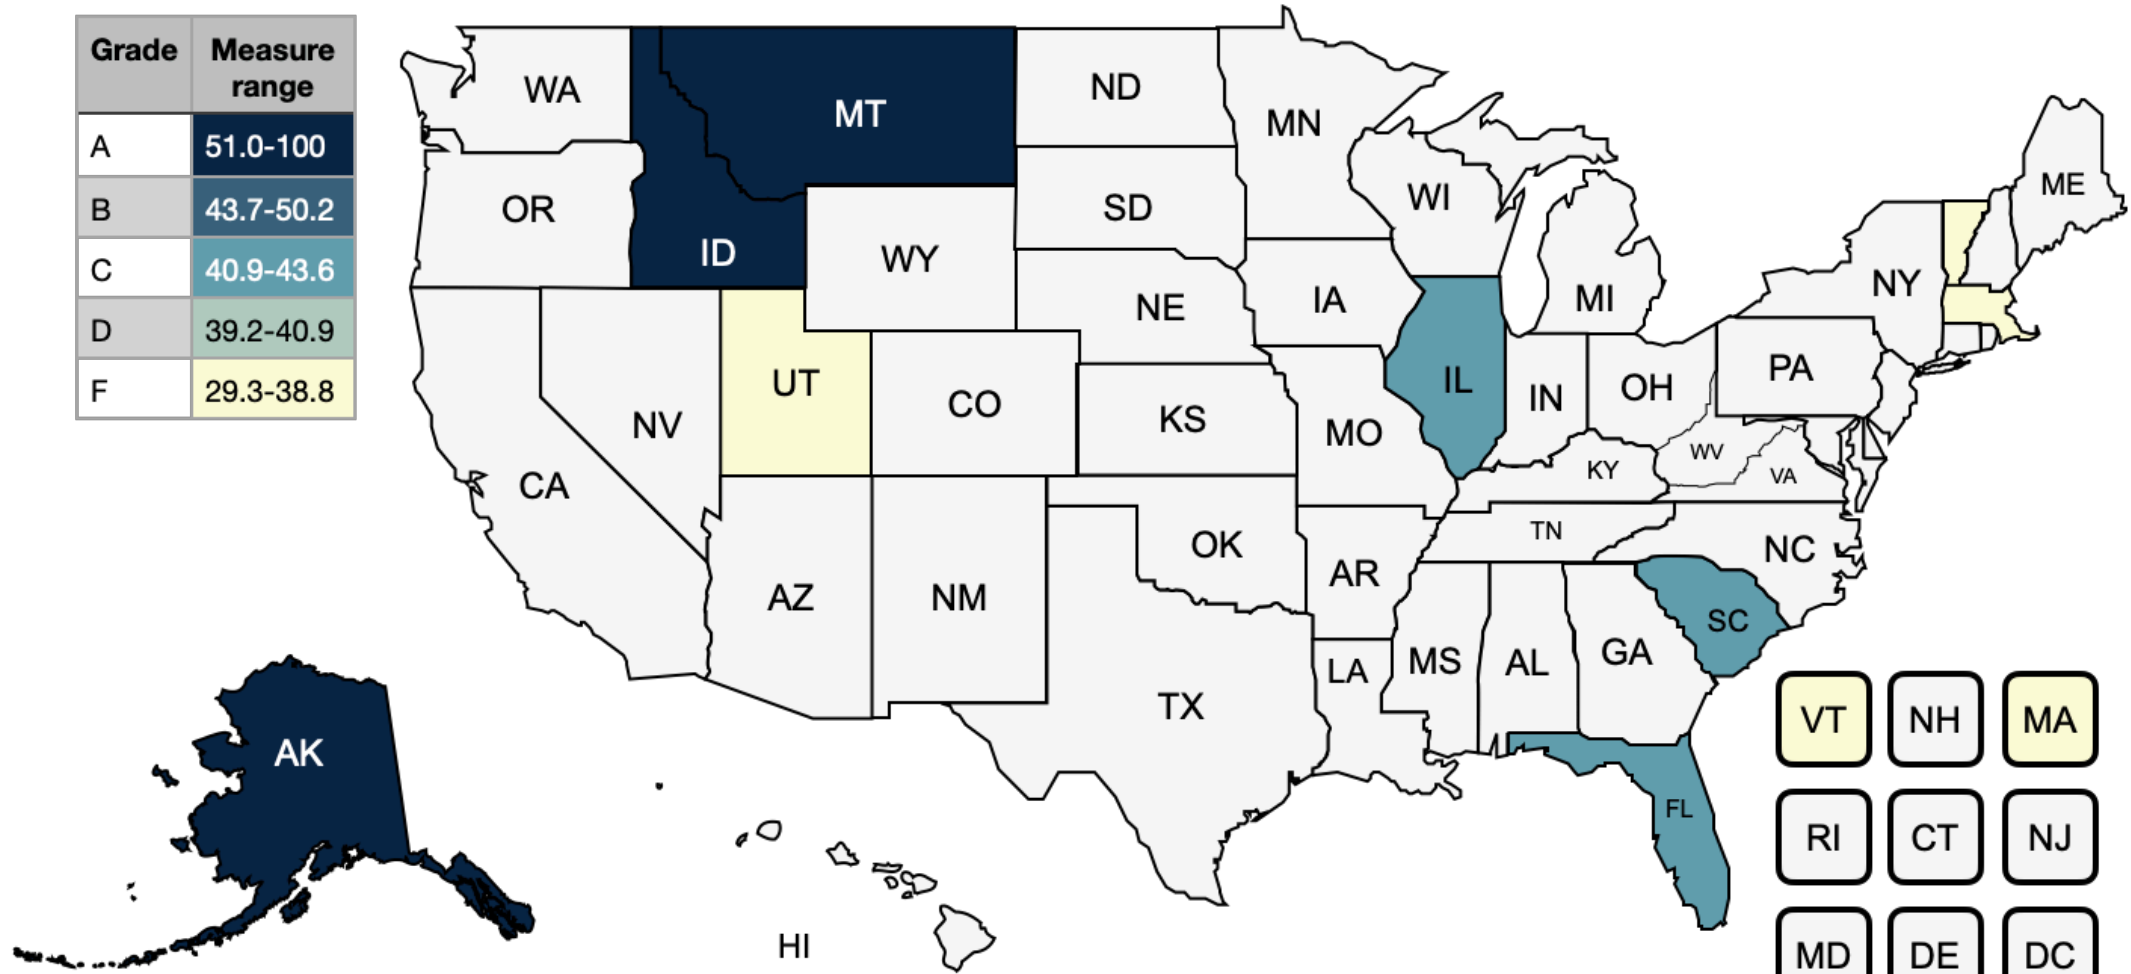 Grade Measure range
A 51.0-100
B 43.7-50.2
C 40.9-43.6
D 39.2-40.9
F 29.3-38.8
WA
MT
ND
MN
OR
ID
SD
WI
ME
WY
NY
NE
IA
MI
UT
CO
IL
IN
OH
PA
NV
KS
MO
WV
KY
VA
CA
TN
OK
NC
AR
AZ
NM
SC
MS
AL
GA
LA
TX
AK
FL
HI
VT NH MA
RI CT NJ
MD DE DC